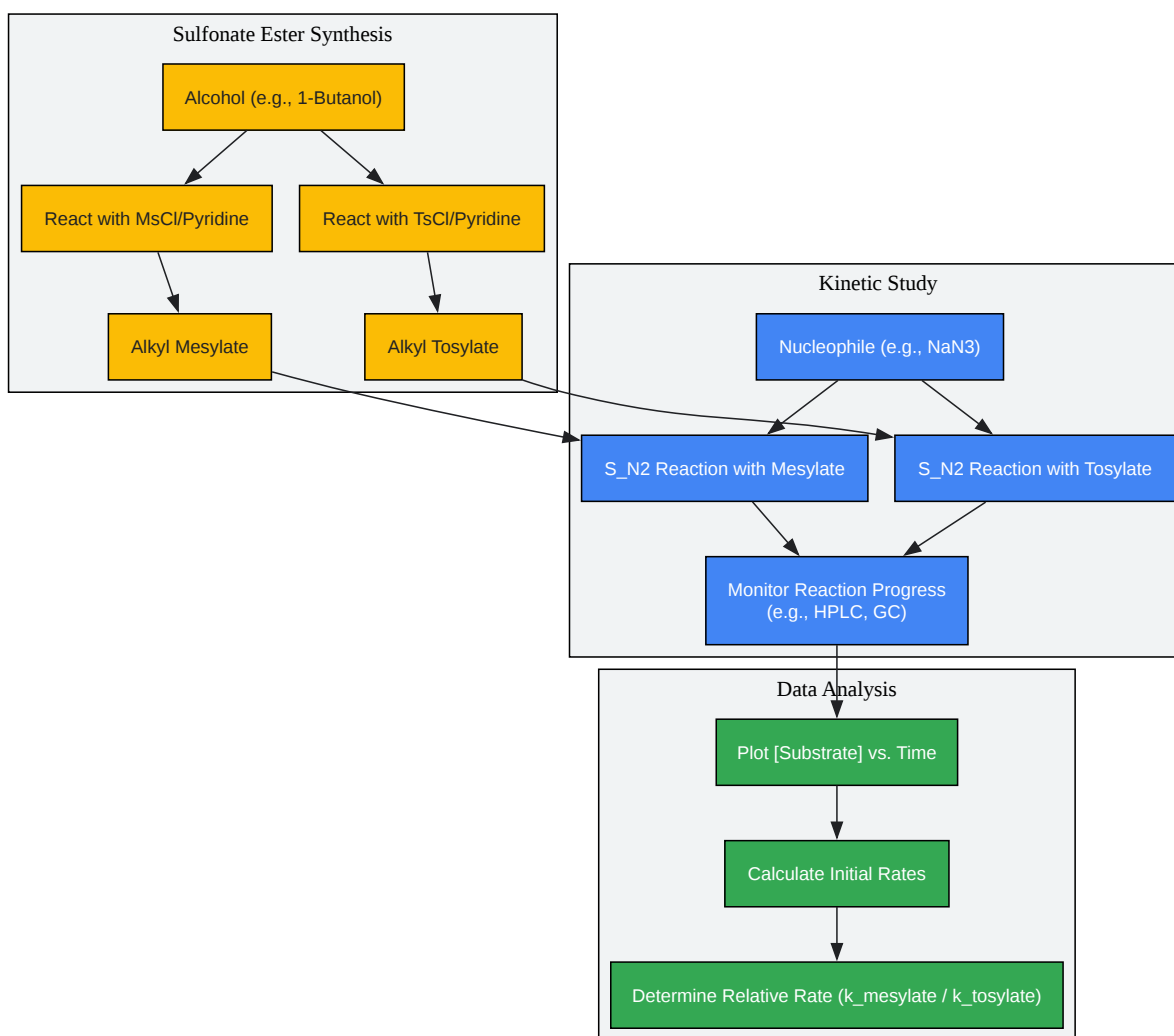 Sulfonate Ester Synthesis
Alcohol (e.g., 1-Butanol)
React with MsCl/Pyridine
React with TsCl/Pyridine
Alkyl Mesylate
Alkyl Tosylate
Kinetic Study
Nucleophile (e.g., NaN3)
S_N2 Reaction with Mesylate
S_N2 Reaction with Tosylate
Monitor Reaction Progress
(e.g., HPLC, GC)
Data Analysis
Plot [Substrate] vs. Time
Calculate Initial Rates
Determine Relative Rate (k_mesylate / k_tosylate)